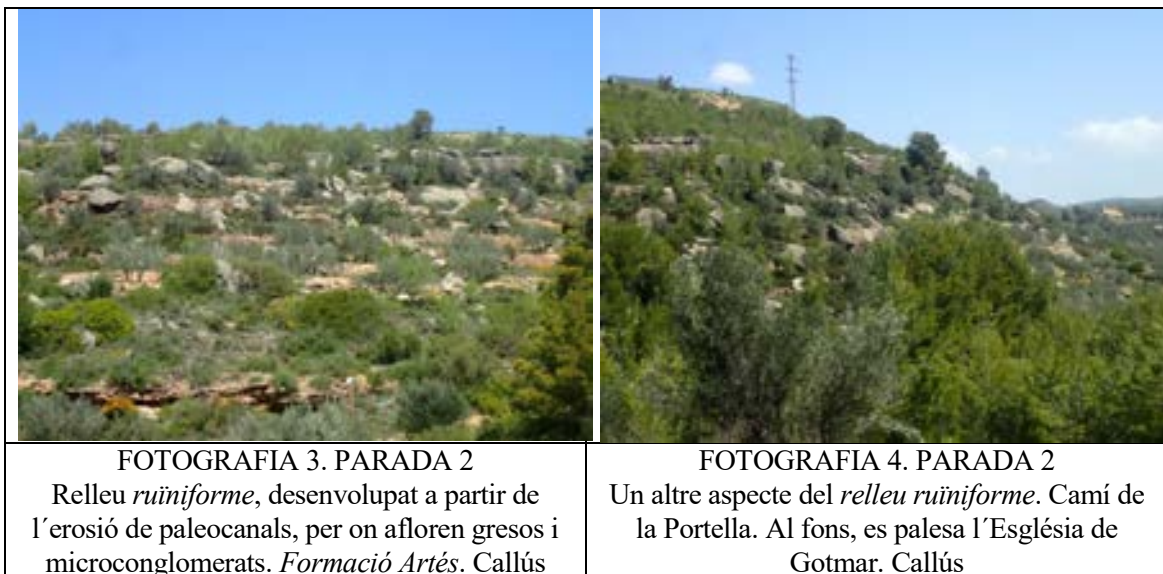 FOTOGRAFIA 3. PARADA 2
Relleu ruïniforme, desenvolupat a partir de
l´erosió de paleocanals, per on afloren gresos i
microconglomerats. Formació Artés. Callús
FOTOGRAFIA 4. PARADA 2
Un altre aspecte del relleu ruïniforme. Camí de
la Portella. Al fons, es palesa l´Església de
Gotmar. Callús